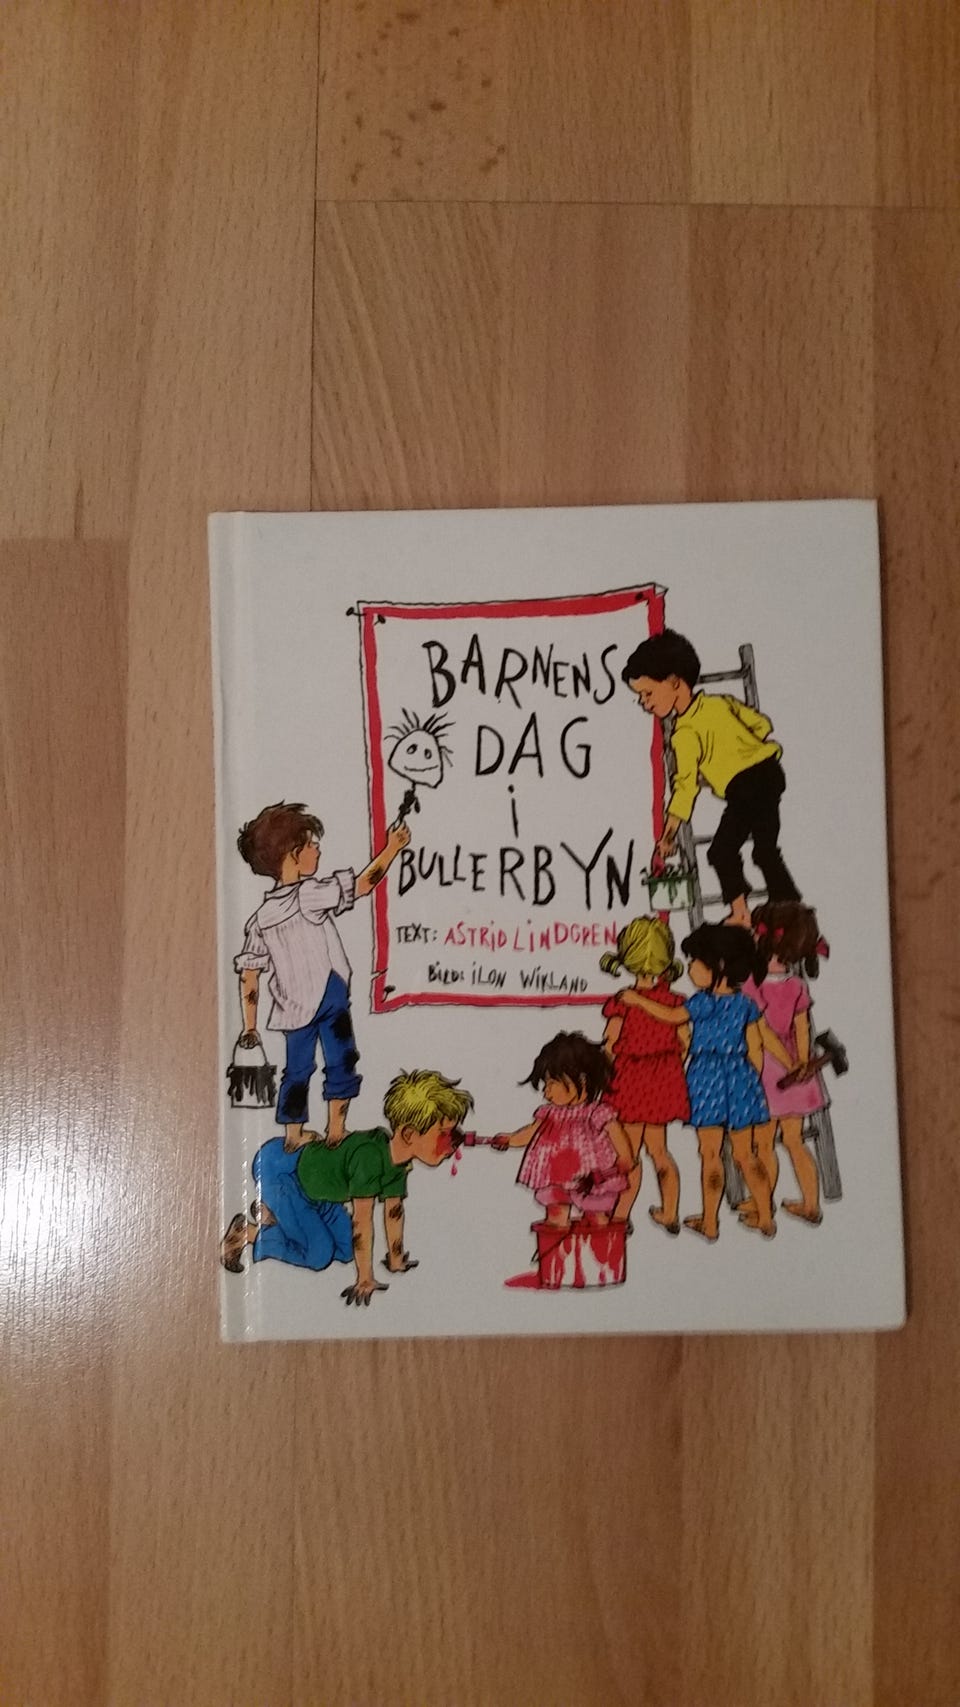 BARNENS
DAG
i
BULLERBYN
TEXT: ASTRID LINDGREN
BILD: ILON WIKLAND